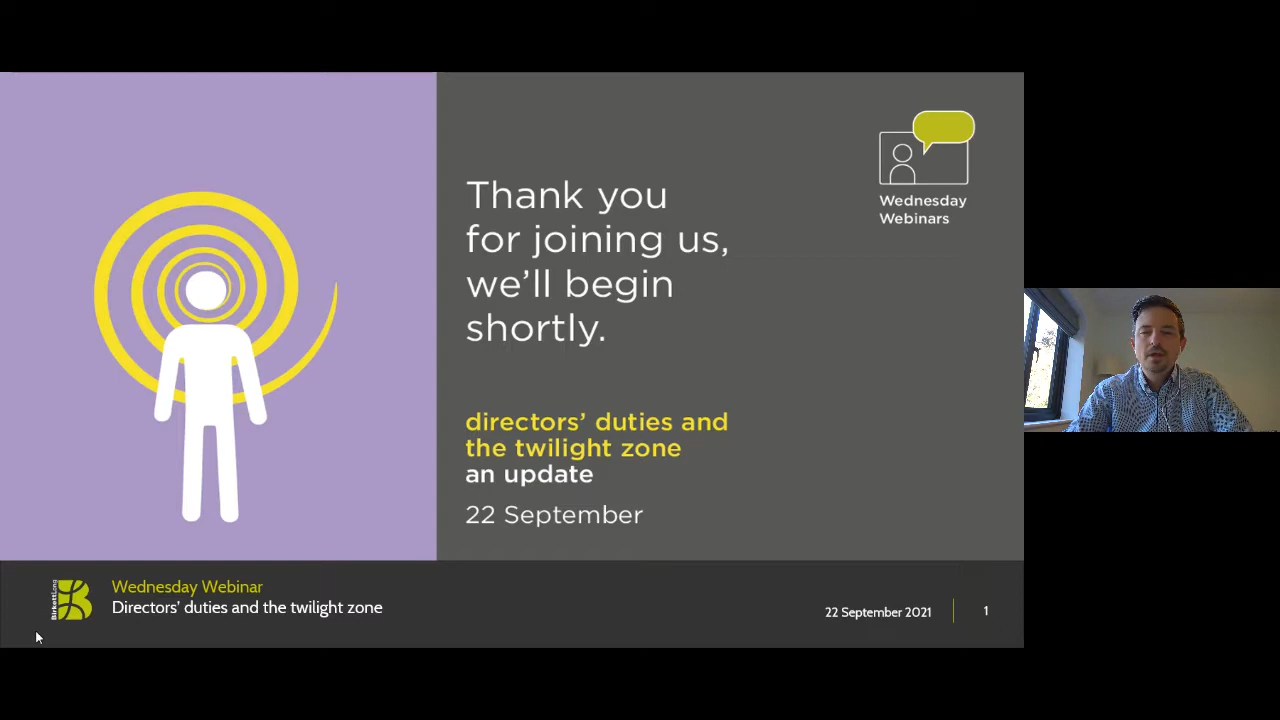 Thank you
for joining us,
we'll begin
shortly.
directors' duties and
the twilight zone
an update
22 September
Wednesday
Webinars
BirkettLong
Wednesday Webinar
Directors' duties and the twilight zone
22 September 2021
1